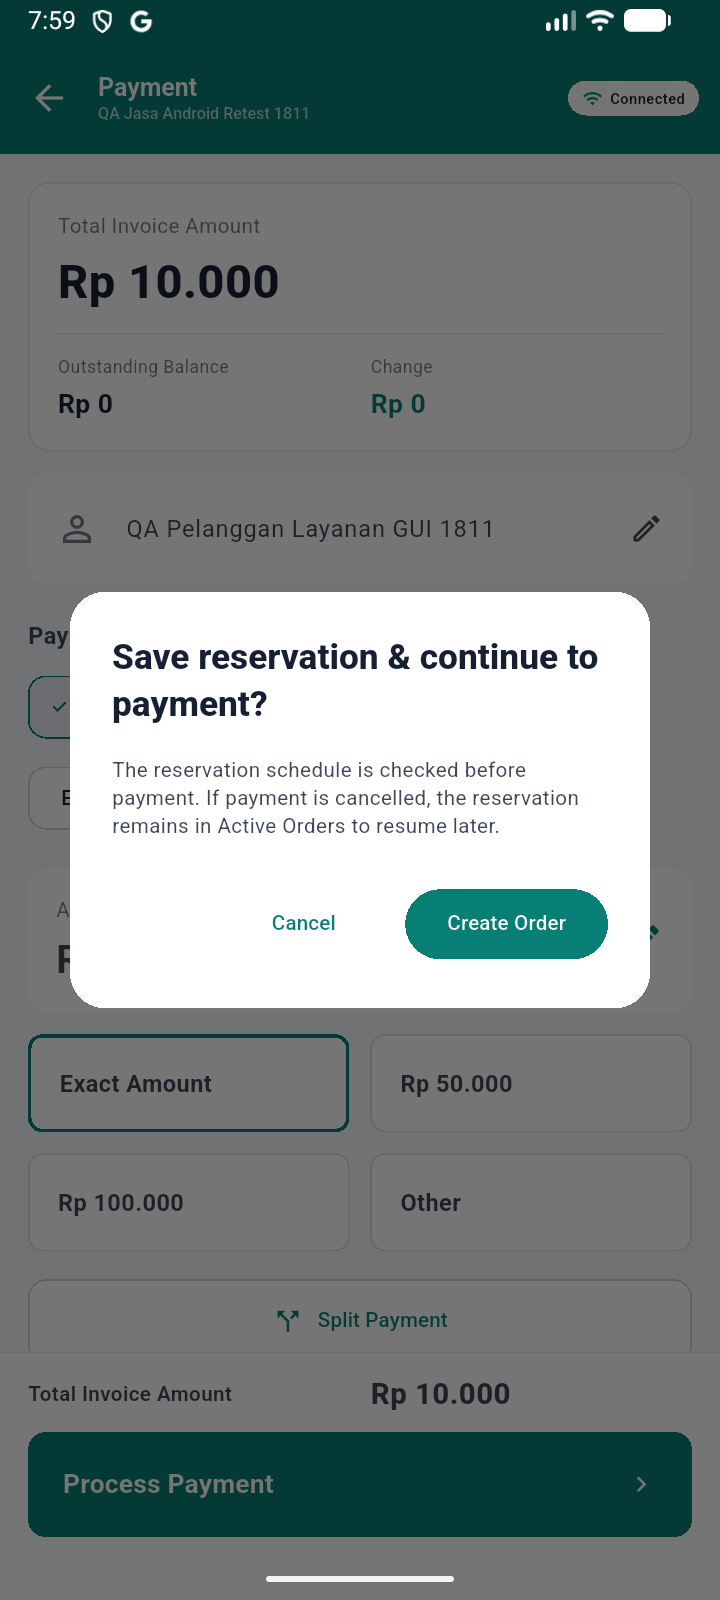 7:59
Payment
QA Jasa Android Retest 1811
Connected
Total Invoice Amount
Rp 10.000
Outstanding Balance
Change
Rp 0
Rp 0
QA Pelanggan Layanan GUI 1811
Pay
Save reservation & continue to
payment?
The reservation schedule is checked before
payment. If payment is cancelled, the reservation
remains in Active Orders to resume later.
Cancel
Create Order
Exact Amount
Rp 50.000
Rp 100.000
Other
Split Payment
Total Invoice Amount
Rp 10.000
Process Payment